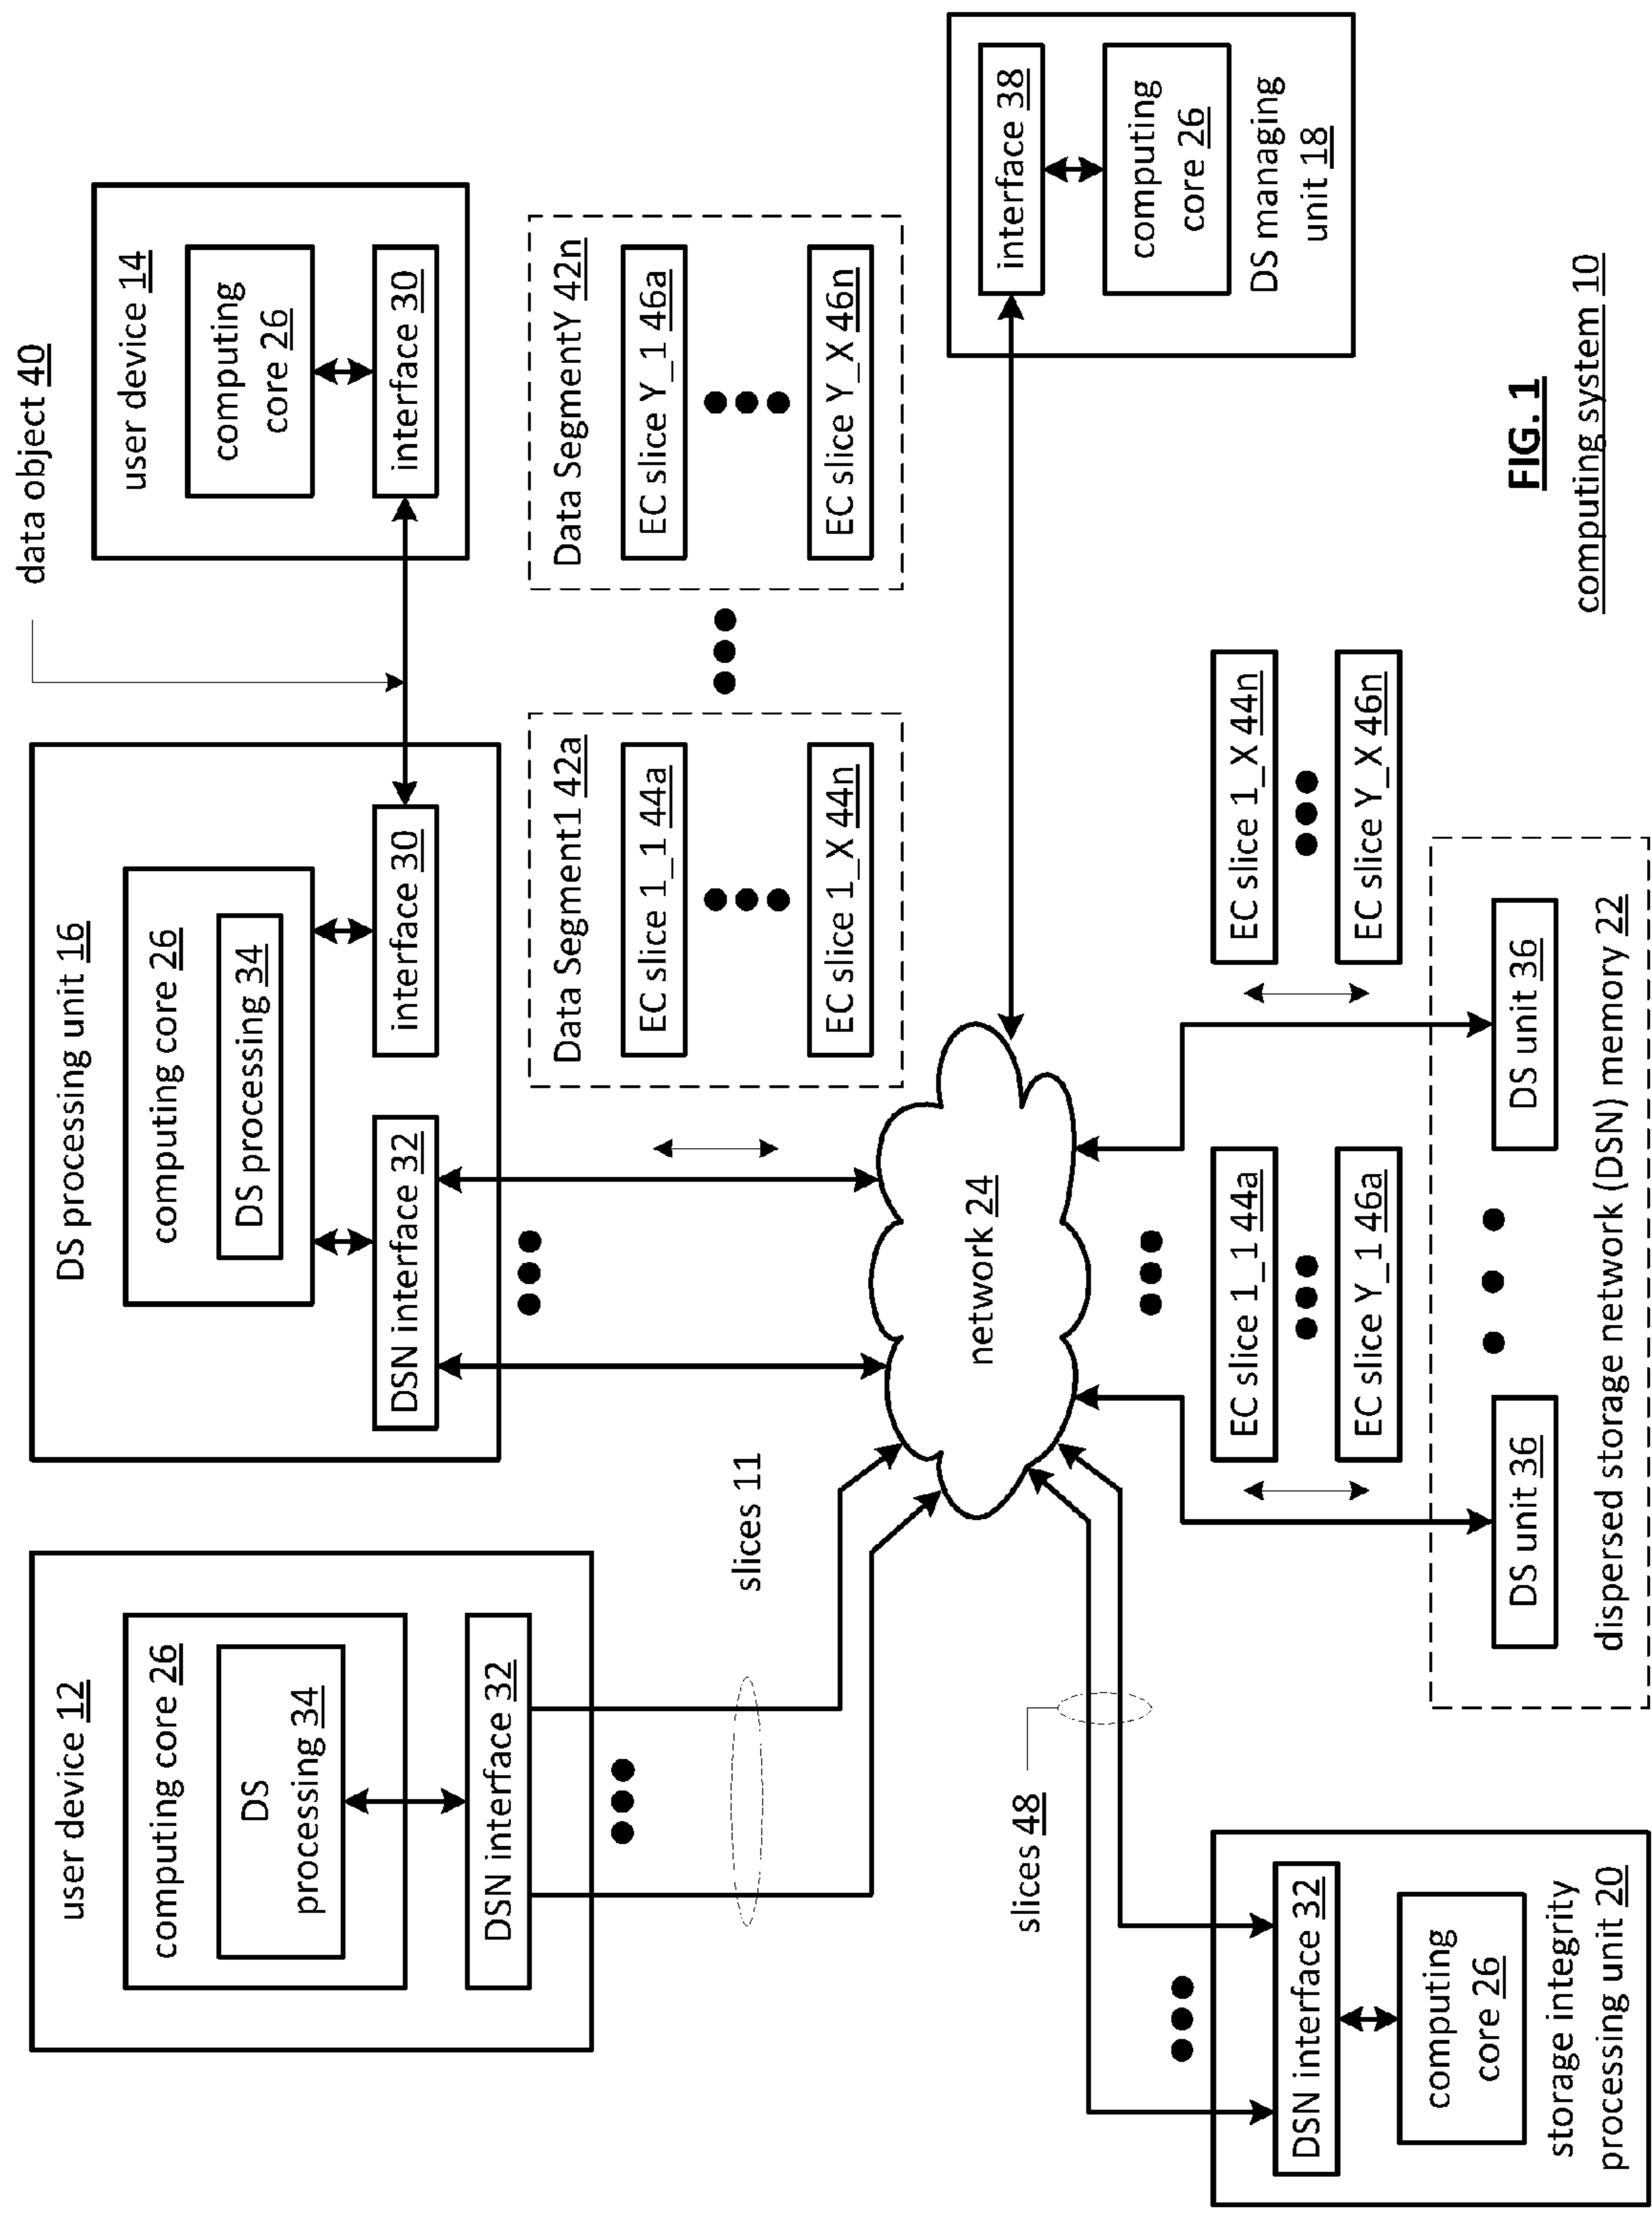 data object 40
user device 12
computing core 26
DS
processing 34
DSN interface 32
DS processing unit 16
computing core 26
DS processing 34
DSN interface 32
interface 30
user device 14
computing
core 26
interface 30
slices 11
Data Segment1 42a
EC slice 1_1 44a
EC slice 1_X 44n
Data SegmentY 42n
EC slice Y_1 46a
EC slice Y_X 46n
network 24
slices 48
DSN interface 32
computing
core 26
storage integrity
processing unit 20
EC slice 1_1 44a
EC slice Y_1 46a
EC slice 1_X 44n
EC slice Y_X 46n
DS unit 36
DS unit 36
dispersed storage network (DSN) memory 22
interface 38
computing
core 26
DS managing
unit 18
FIG. 1
computing system 10